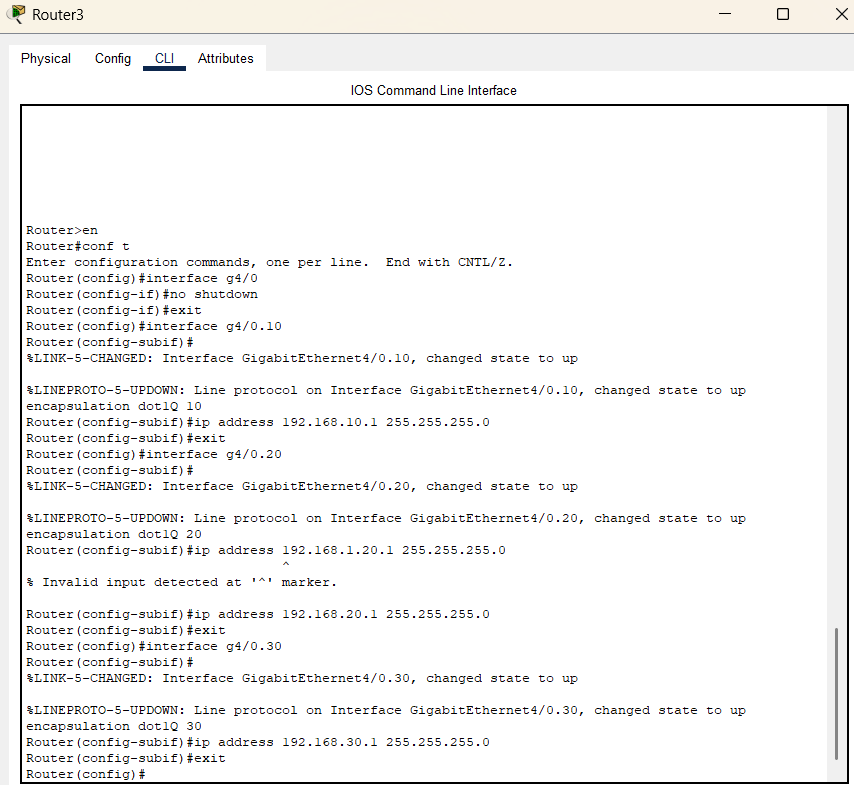 Router3
Physical Config CLI Attributes
IOS Command Line Interface
Router>en
Router#conf t
Enter configuration commands, one per line.  End with CNTL/Z.
Router(config)#interface g4/0
Router(config-if)#no shutdown
Router(config-if)#exit
Router(config)#interface g4/0.10
Router(config-subif)#
%LINK-5-CHANGED: Interface GigabitEthernet4/0.10, changed state to up
%LINEPROTO-5-UPDOWN: Line protocol on Interface GigabitEthernet4/0.10, changed state to up
encapsulation dot1Q 10
Router(config-subif)#ip address 192.168.10.1 255.255.255.0
Router(config-subif)#exit
Router(config)#interface g4/0.20
Router(config-subif)#
%LINK-5-CHANGED: Interface GigabitEthernet4/0.20, changed state to up
%LINEPROTO-5-UPDOWN: Line protocol on Interface GigabitEthernet4/0.20, changed state to up
encapsulation dot1Q 20
Router(config-subif)#ip address 192.168.1.20.1 255.255.255.0
^
% Invalid input detected at '^' marker.
Router(config-subif)#ip address 192.168.20.1 255.255.255.0
Router(config-subif)#exit
Router(config)#interface g4/0.30
Router(config-subif)#
%LINK-5-CHANGED: Interface GigabitEthernet4/0.30, changed state to up
%LINEPROTO-5-UPDOWN: Line protocol on Interface GigabitEthernet4/0.30, changed state to up
encapsulation dot1Q 30
Router(config-subif)#ip address 192.168.30.1 255.255.255.0
Router(config-subif)#exit
Router(config)#